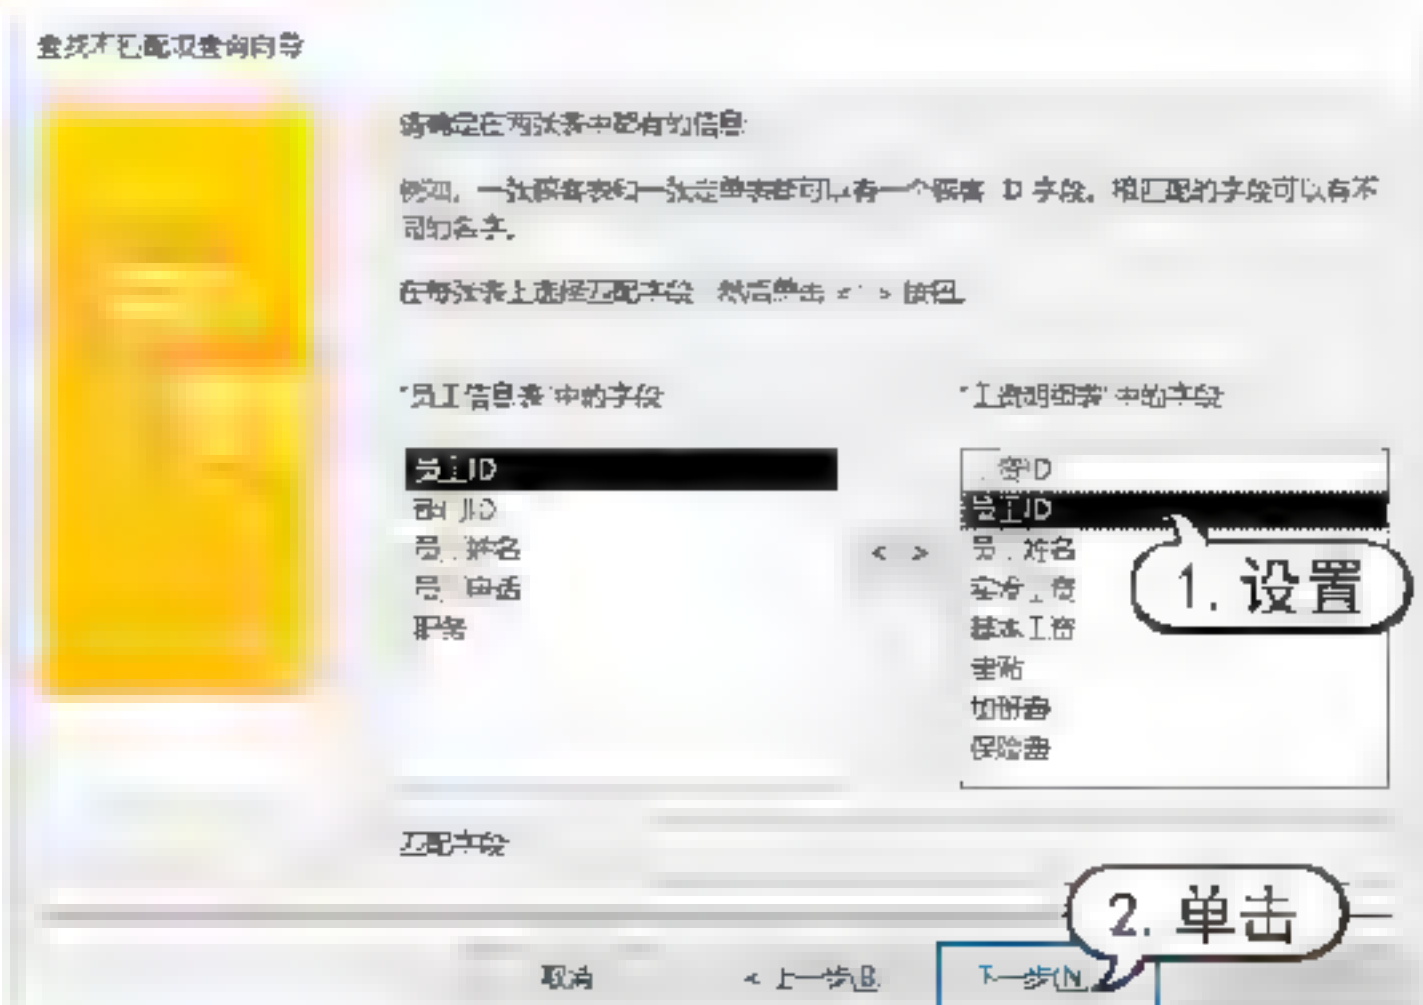 查找不匹配项查询向导
请确定在两张表中都有的信息:
例如，一张顾客表和一张定单表都可以有一个顾客 ID 字段。相匹配的字段可以有不
同的名字。
在每张表上选择匹配字段，然后单击 < = > 按钮。
“员工信息表”中的字段:
“工资明细表”中的字段:
员工ID
部门ID
员工姓名
员工电话
职务
< = >
工资ID
员工ID
员工姓名
实发工资
基本工资
津贴
加班费
保险费
1. 设置
匹配字段:
2. 单击
取消
< 上一步(B)
下一步(N)